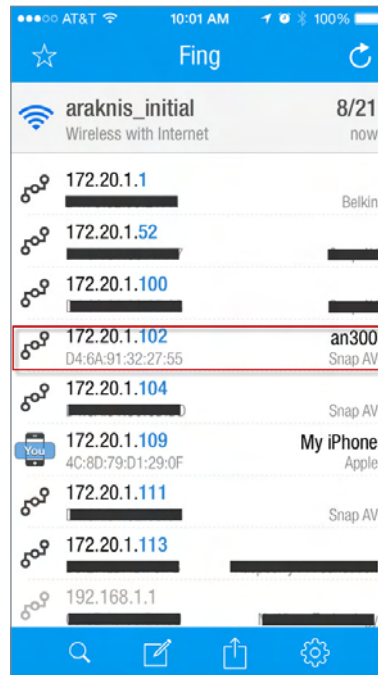 AT&T 10:01 AM 100%
Fing
araknis_initial 8/21
Wireless with Internet now
172.20.1.1
Belkin
172.20.1.52
172.20.1.100
172.20.1.102 an300
D4:6A:91:32:27:55 Snap AV
172.20.1.104
Snap AV
You 172.20.1.109 My iPhone
4C:8D:79:D1:29:0F Apple
172.20.1.111
Snap AV
172.20.1.113
192.168.1.1